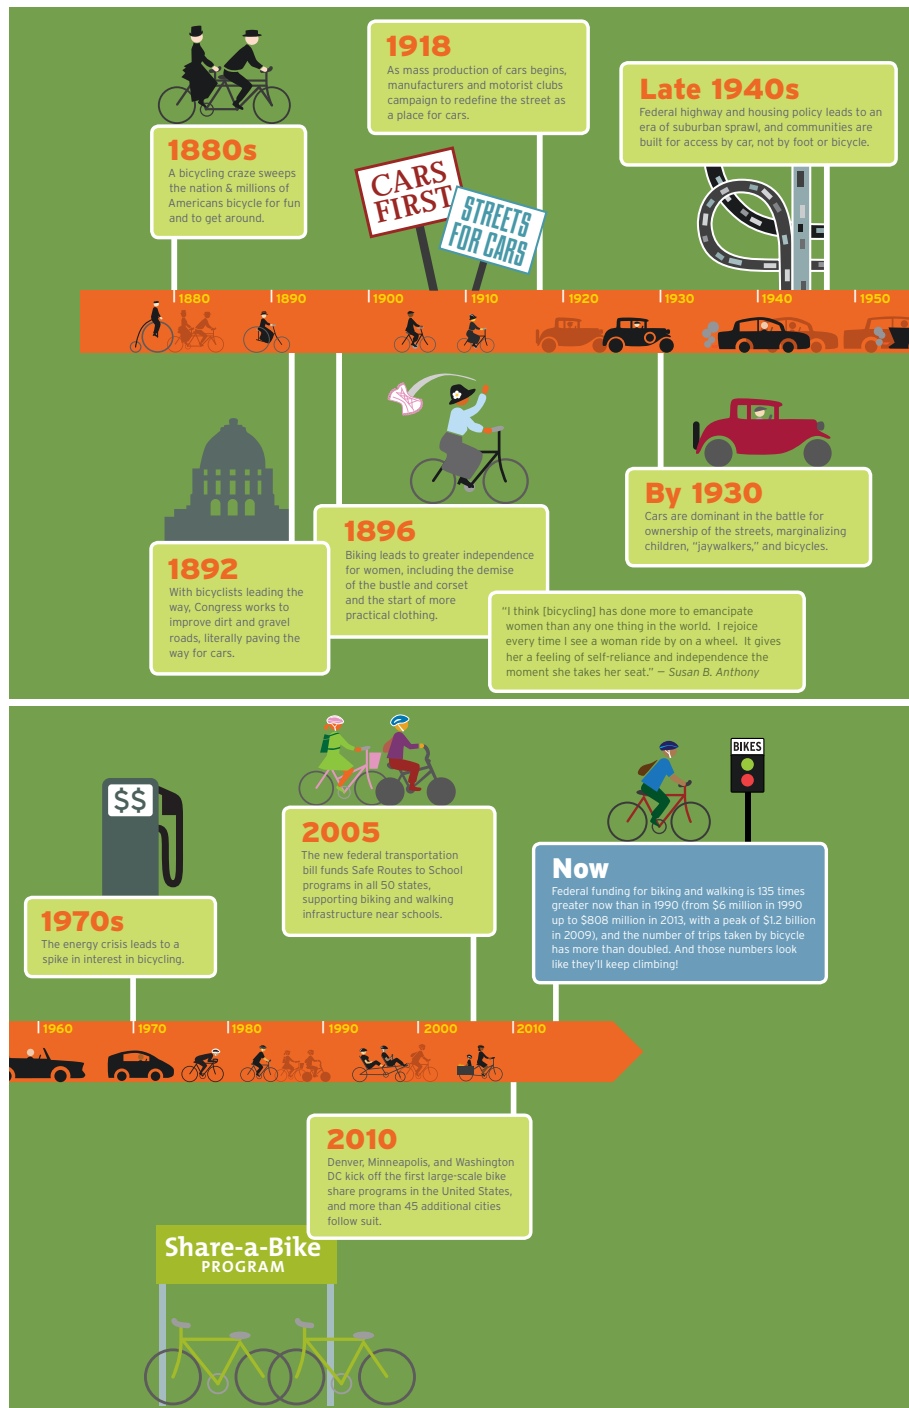 1880s
A bicycling craze sweeps
the nation & millions of
Americans bicycle for fun
and to get around.
1918
As mass production of cars begins,
manufacturers and motorist clubs
campaign to redefine the street as
a place for cars.
Late 1940s
Federal highway and housing policy leads to an
era of suburban sprawl, and communities are
built for access by car, not by foot or bicycle.
CARS
FIRST
STREETS
FOR CARS
1880 1890 1900 1910 1920 1930 1940 1950
1892
With bicyclists leading the
way, Congress works to
improve dirt and gravel
roads, literally paving the
way for cars.
1896
Biking leads to greater independence
for women, including the demise
of the bustle and corset
and the start of more
practical clothing.
"I think [bicycling] has done more to emancipate
women than any one thing in the world.  I rejoice
every time I see a woman ride by on a wheel.  It gives
her a feeling of self-reliance and independence the
moment she takes her seat." — Susan B. Anthony
By 1930
Cars are dominant in the battle for
ownership of the streets, marginalizing
children, "jaywalkers," and bicycles.
$$
1970s
The energy crisis leads to a
spike in interest in bicycling.
2005
The new federal transportation
bill funds Safe Routes to School
programs in all 50 states,
supporting biking and walking
infrastructure near schools.
BIKES
Now
Federal funding for biking and walking is 135 times
greater now than in 1990 (from $6 million in 1990
up to $808 million in 2013, with a peak of $1.2 billion
in 2009), and the number of trips taken by bicycle
has more than doubled. And those numbers look
like they'll keep climbing!
1960 1970 1980 1990 2000 2010
2010
Denver, Minneapolis, and Washington
DC kick off the first large-scale bike
share programs in the United States,
and more than 45 additional cities
follow suit.
Share-a-Bike
PROGRAM